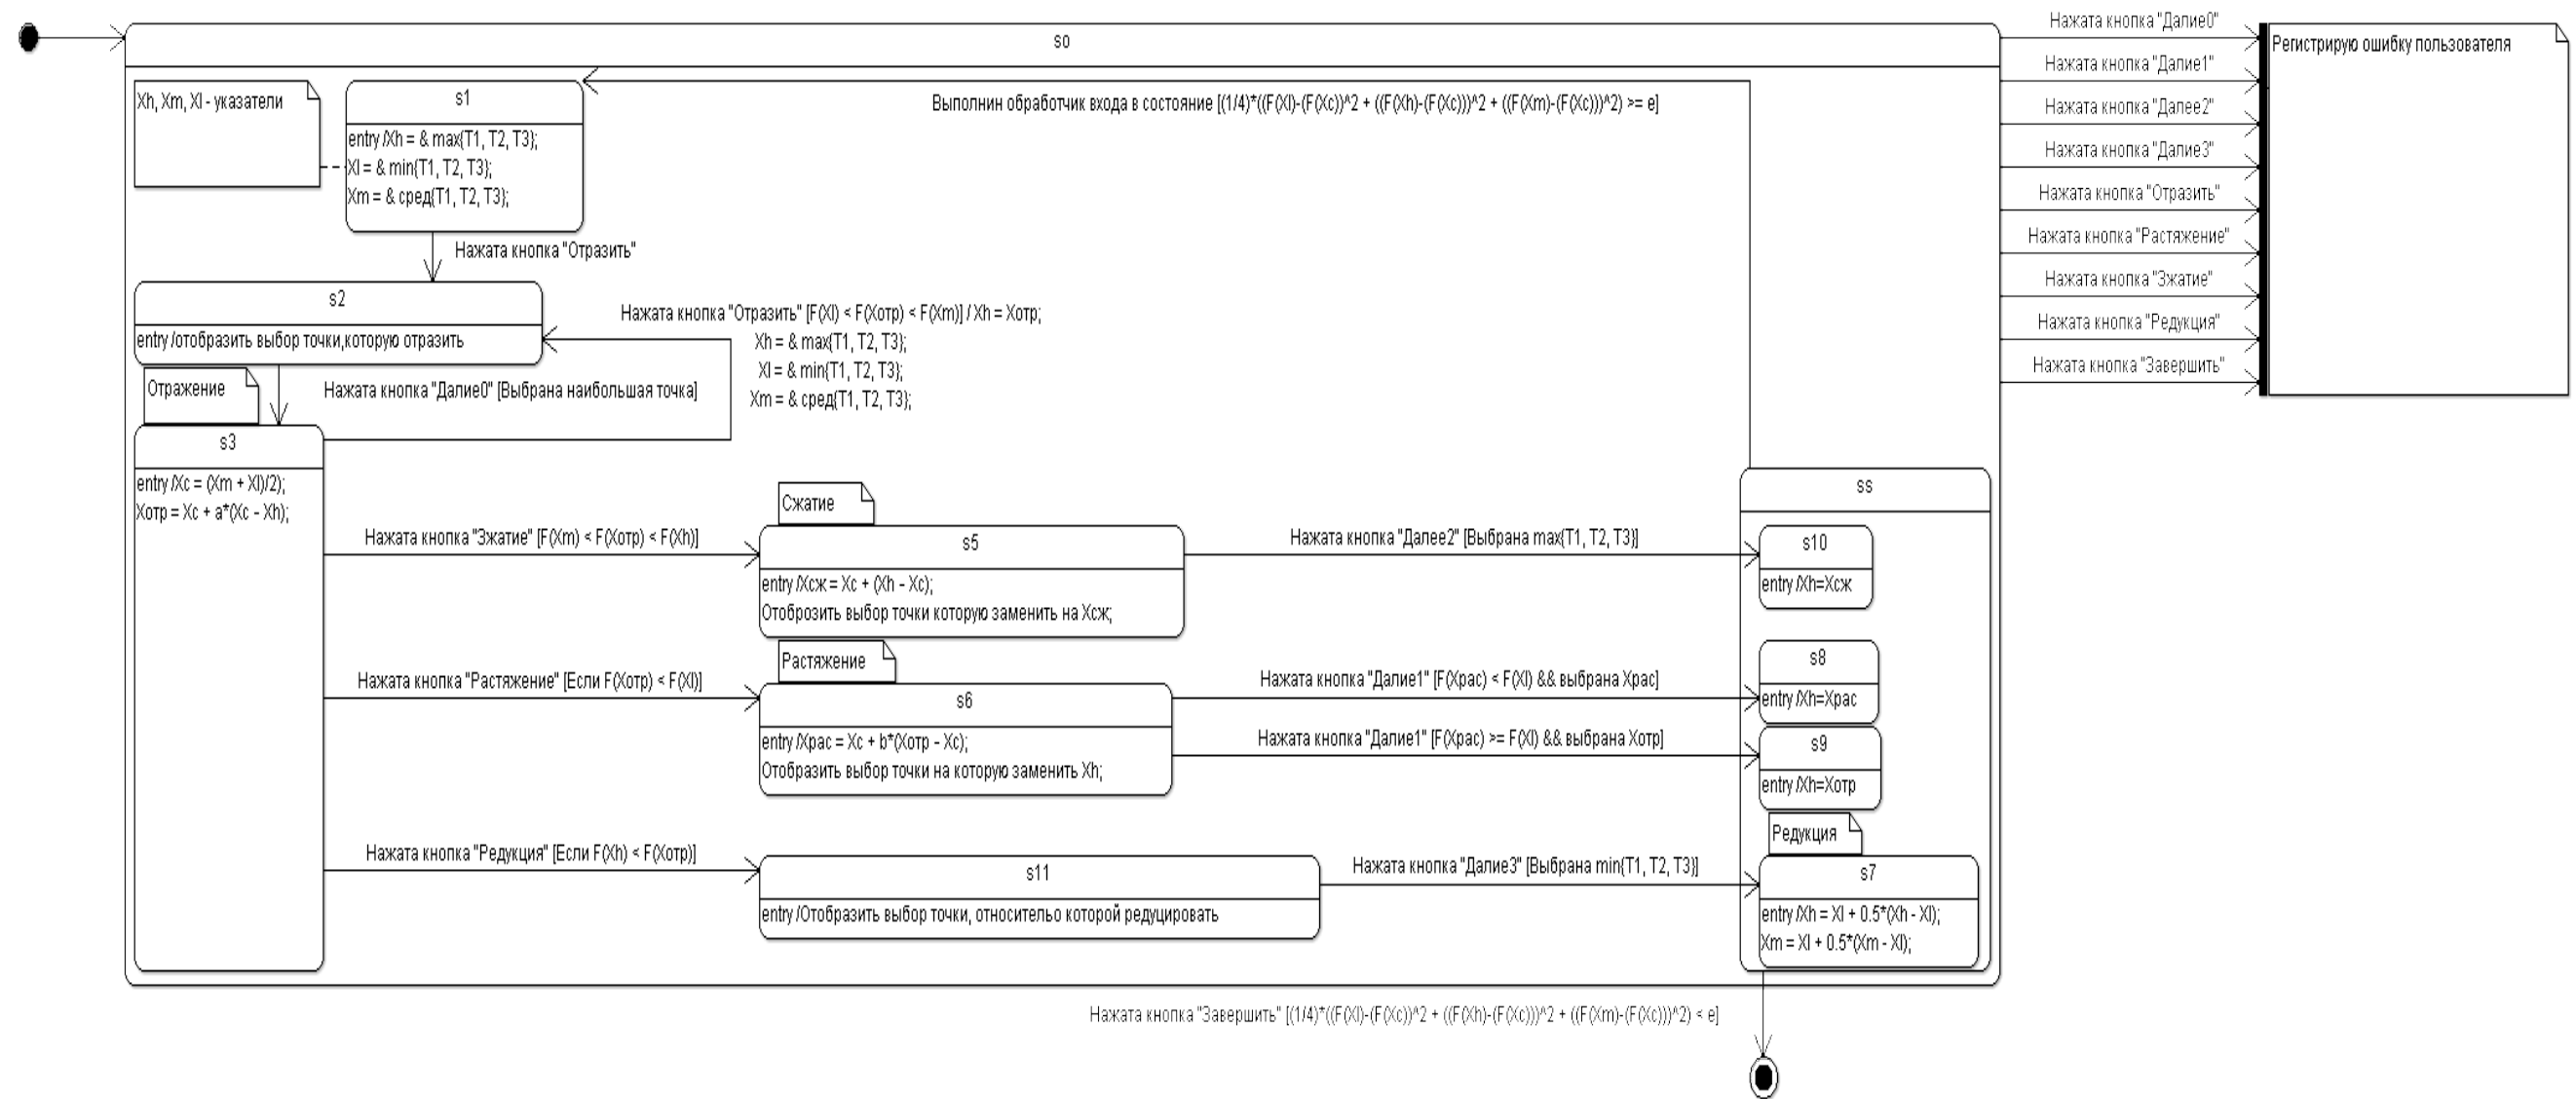 so
Нажата кнопка "Далие0"
Нажата кнопка "Далие1"
Нажата кнопка "Далее2"
Нажата кнопка "Далие3"
Нажата кнопка "Отразить"
Нажата кнопка "Растяжение"
Нажата кнопка "Зжатие"
Нажата кнопка "Редукция"
Нажата кнопка "Завершить"
Регистрирую ошибку пользователя
Xh, Xm, Xl - указатели
s1
entry /Xh = & max{T1, T2, T3};
Xl = & min{T1, T2, T3};
Xm = & сред{T1, T2, T3};
Выполнин обработчик входа в состояние [(1/4)*((F(Xl)-(F(Xc))^2 + ((F(Xh)-(F(Xc)))^2 + ((F(Xm)-(F(Xc)))^2) >= e]
Нажата кнопка "Отразить"
s2
entry /отобразить выбор точки,которую отразить
Нажата кнопка "Отразить" [F(Xl) < F(Xотр) < F(Xm)] / Xh = Xотр;
Xh = & max{T1, T2, T3};
Xl = & min{T1, T2, T3};
Xm = & сред{T1, T2, T3};
Отражение
Нажата кнопка "Далие0" [Выбрана наибольшая точка]
s3
entry /Xc = (Xm + Xl)/2);
Xотр = Xc + a*(Xc - Xh);
Нажата кнопка "Зжатие" [F(Xm) < F(Xотр) < F(Xh)]
Сжатие
s5
entry /Xсж = Xc + (Xh - Xc);
Отоброзить выбор точки которую заменить на Xсж;
Нажата кнопка "Далее2" [Выбрана max{T1, T2, T3}]
ss
s10
entry /Xh=Xсж
Нажата кнопка "Растяжение" [Если F(Xотр) < F(Xl)]
Растяжение
s6
entry /Xрас = Xc + b*(Xотр - Xc);
Отобразить выбор точки на которую заменить Xh;
Нажата кнопка "Далие1" [F(Xрас) < F(Xl) && выбрана Xрас]
Нажата кнопка "Далие1" [F(Xрас) >= F(Xl) && выбрана Xотр]
s8
entry /Xh=Xрас
s9
entry /Xh=Xотр
Нажата кнопка "Редукция" [Если F(Xh) < F(Xотр)]
s11
entry /Отобразить выбор точки, относительо которой редуцировать
Нажата кнопка "Далие3" [Выбрана min{T1, T2, T3}]
Редукция
s7
entry /Xh = Xl + 0.5*(Xh - Xl);
Xm = Xl + 0.5*(Xm - Xl);
Нажата кнопка "Завершить" [(1/4)*((F(Xl)-(F(Xc))^2 + ((F(Xh)-(F(Xc)))^2 + ((F(Xm)-(F(Xc)))^2) < e]